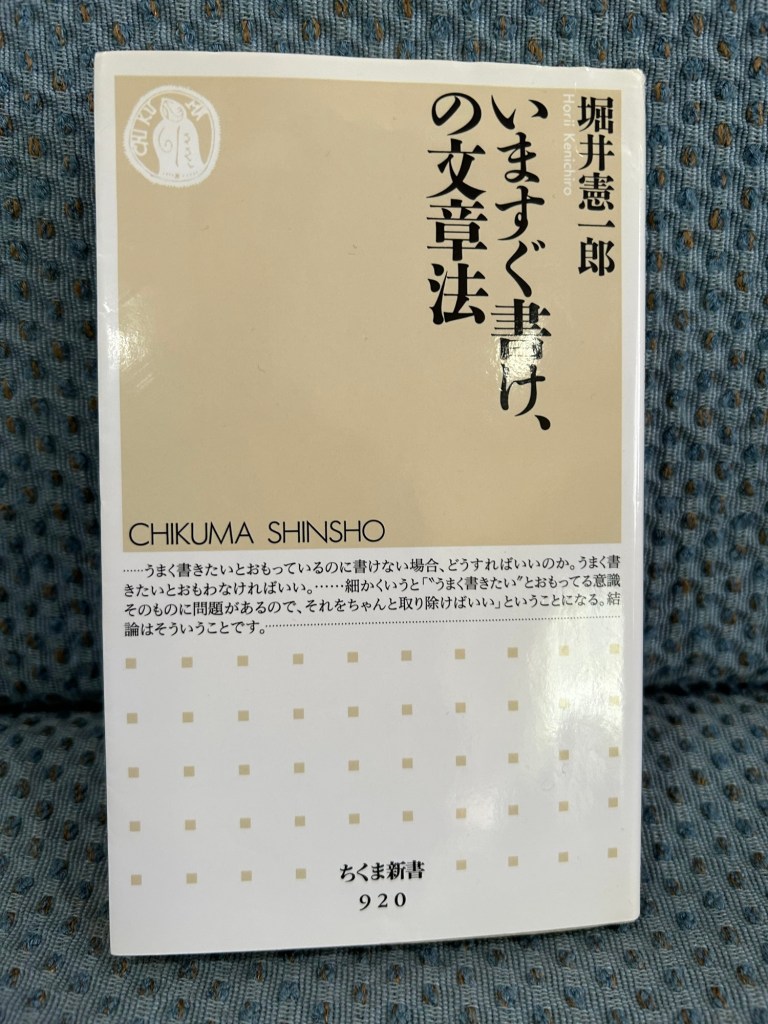 堀井憲一郎
Horii Kenichiro
いますぐ書け、
の文章法
CHIKUMA
CHIKUMA SHINSHO
……うまく書きたいとおもっているのに書けない場合、どうすればいいのか。うまく書
きたいとおもわなければいい。……細かくいうと「〝うまく書きたい〟とおもってる意識
そのものに問題があるので、それをちゃんと取り除けばいい」ということになる。結
論はそういうことです。…………
ちくま新書
920